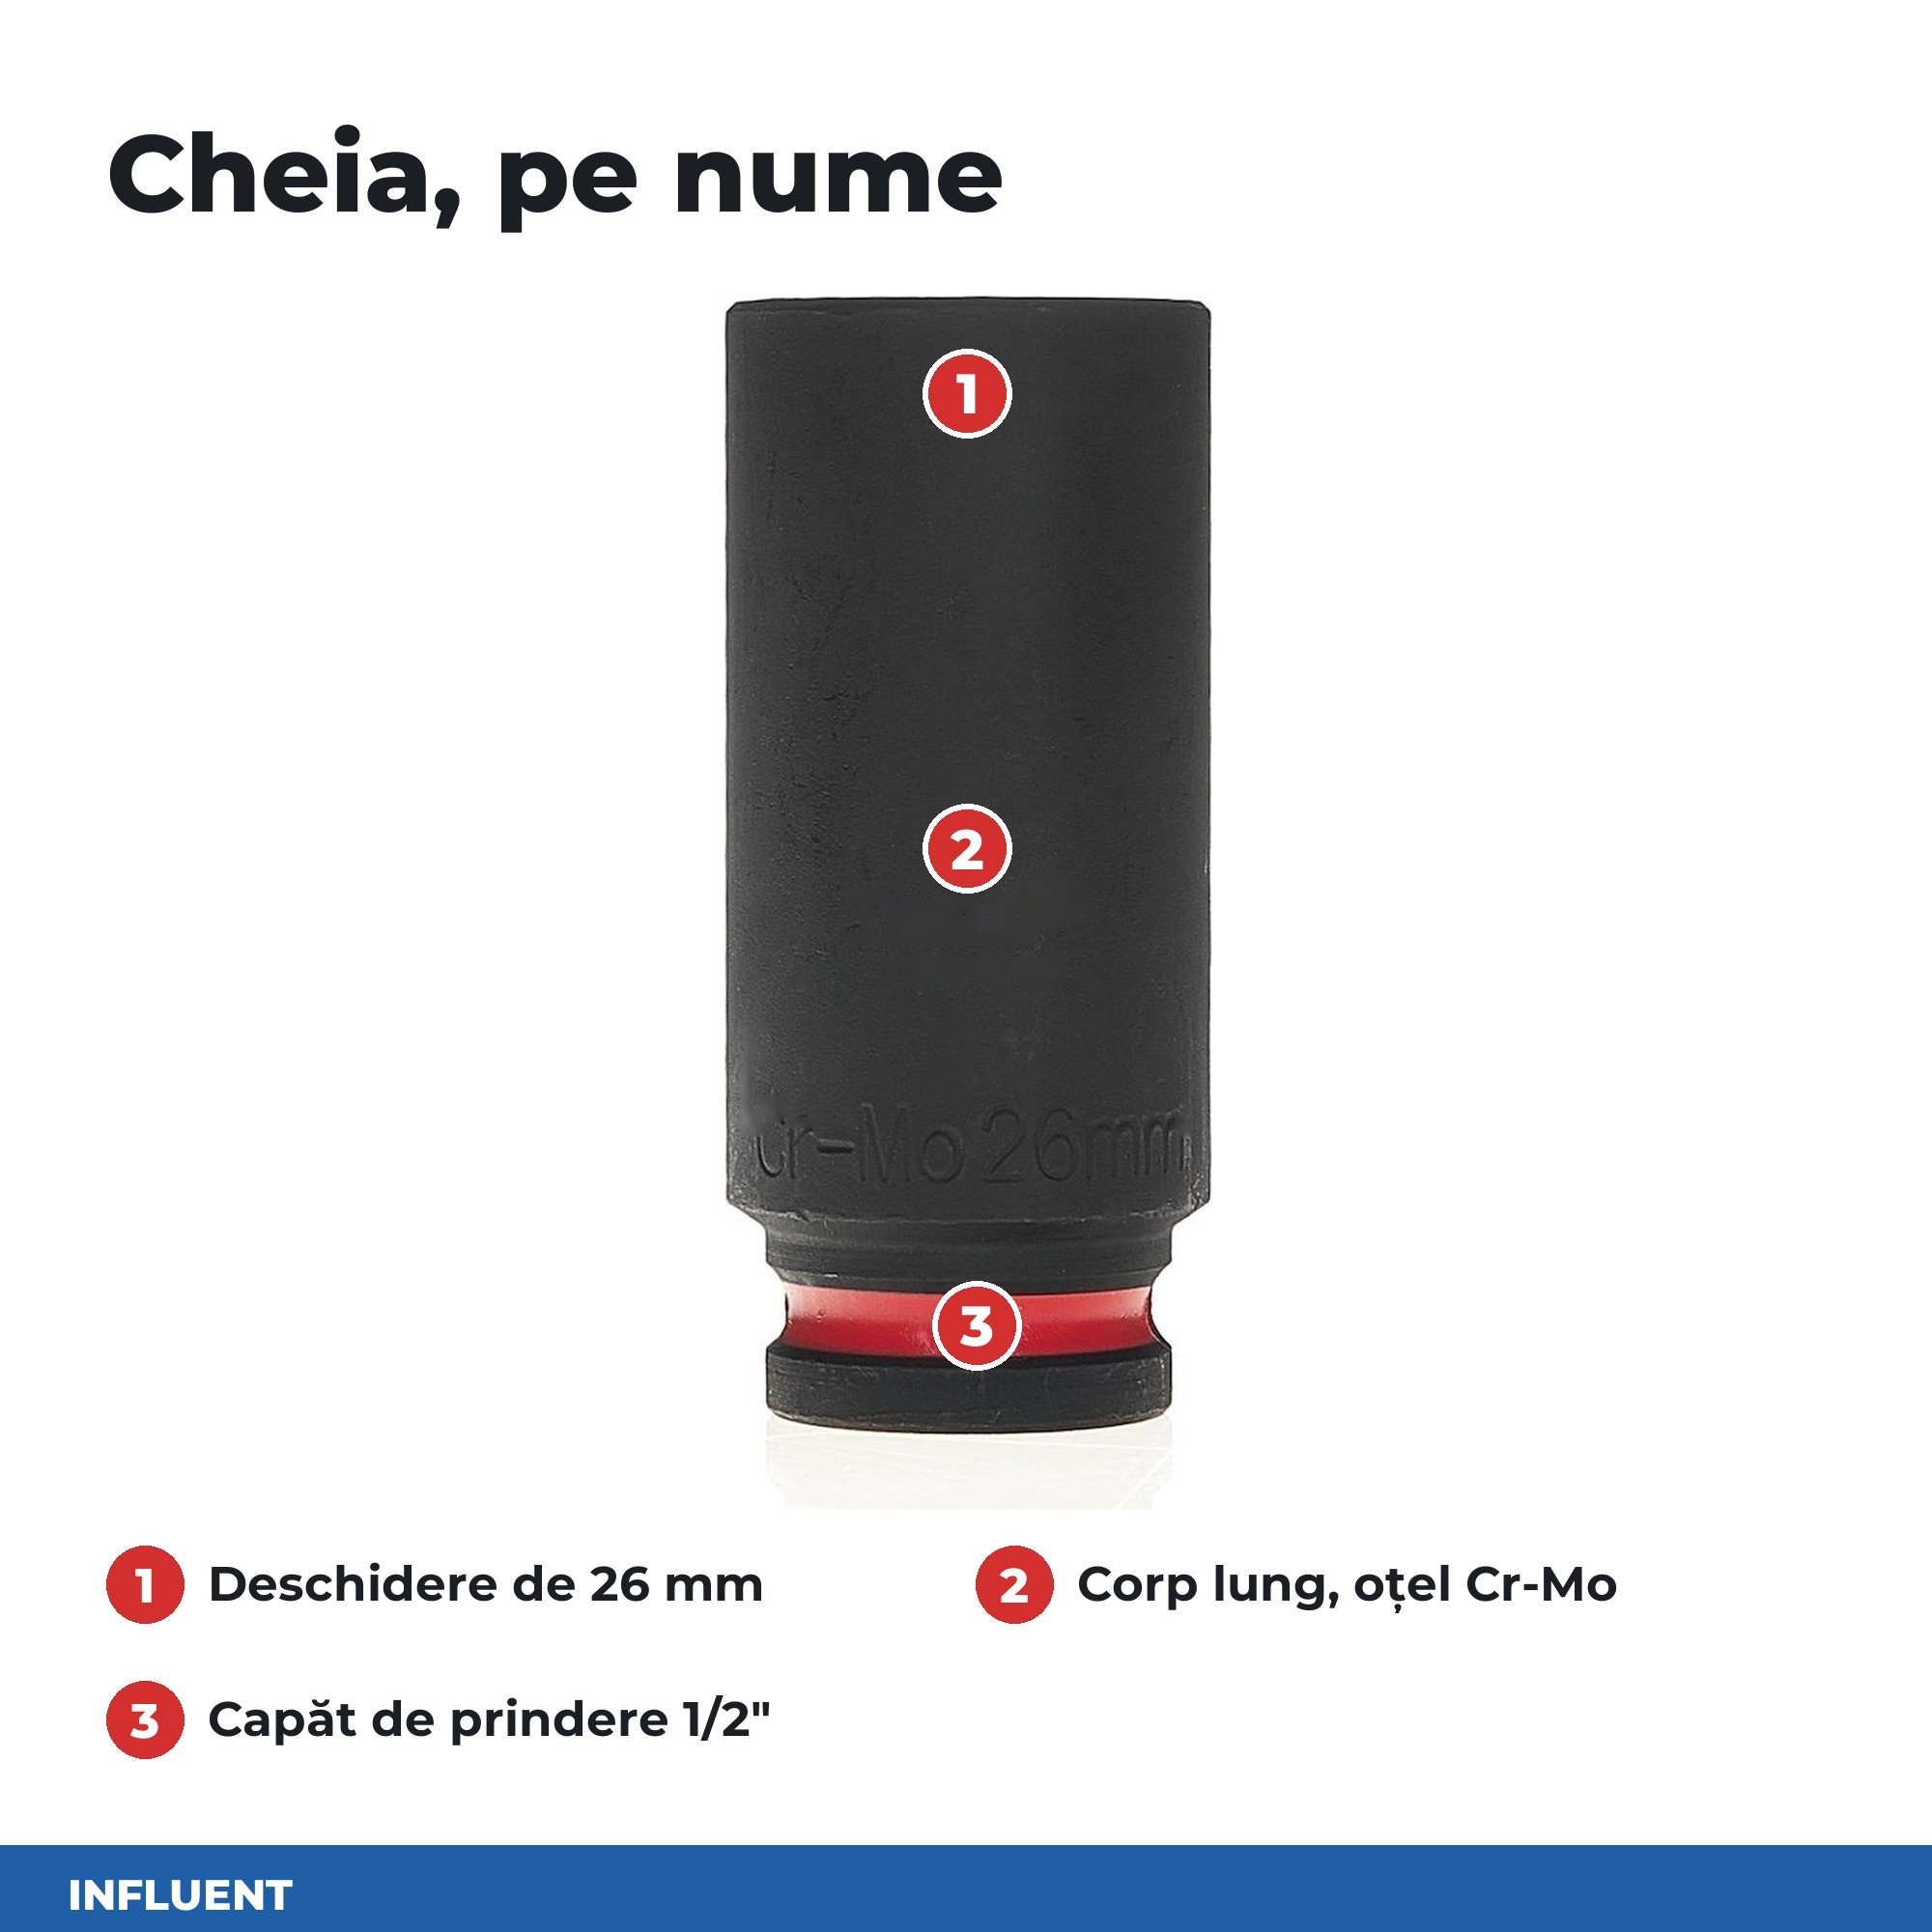 Cheia, pe nume
1
2
Cr-Mo 26mm
3
1 Deschidere de 26 mm
2 Corp lung, oțel Cr-Mo
3 Capăt de prindere 1/2"
INFLUENT